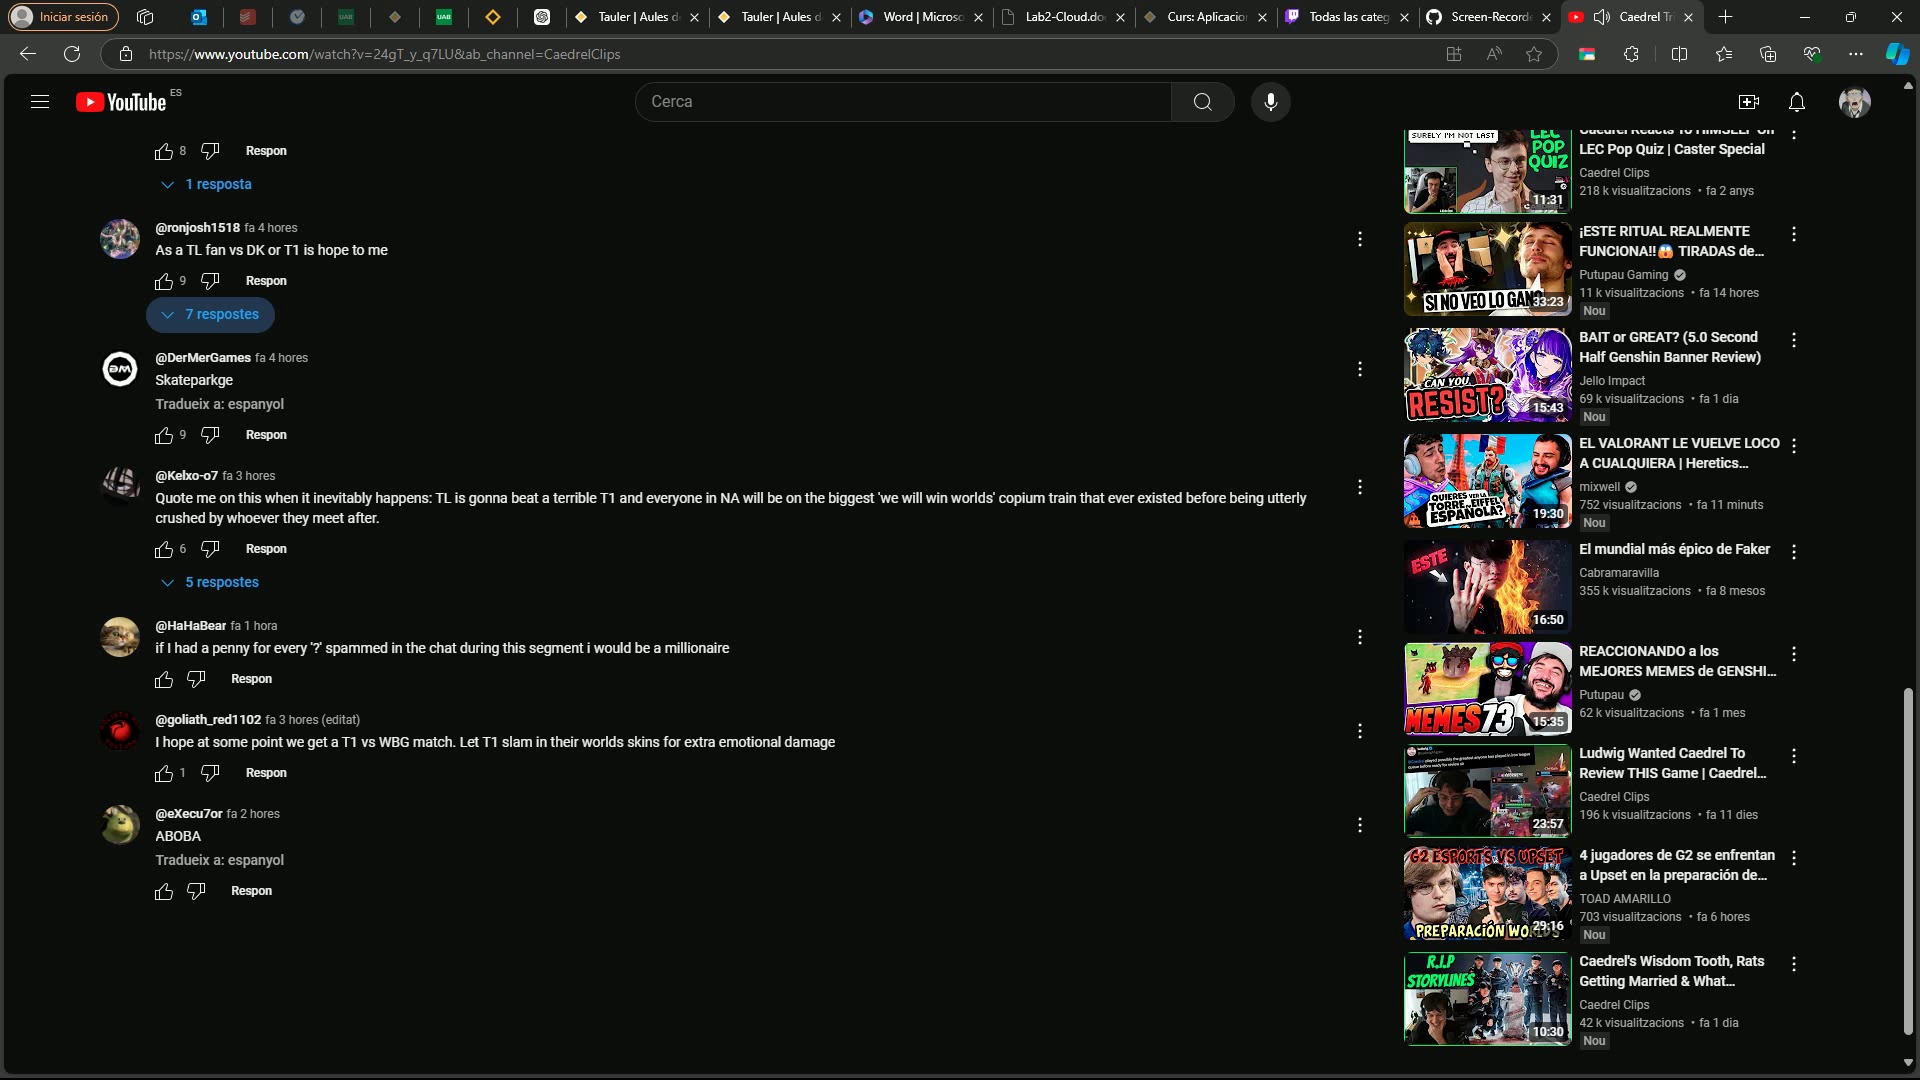 Iniciar sesión
Tauler | Aules d
Tauler | Aules d
Word | Microso
Lab2-Cloud.do
Curs: Aplicacion
Todas las categ
Screen-Recorde
Caedrel Tri
https://www.youtube.com/watch?v=24gT_y_q7LU&ab_channel=CaedrelClips
YouTube ES
Cerca
8 Respon
1 resposta
@ronjosh1518 fa 4 hores
As a TL fan vs DK or T1 is hope to me
9 Respon
7 respostes
@DerMerGames fa 4 hores
Skateparkge
Tradueix a: espanyol
9 Respon
@Kelxo-o7 fa 3 hores
Quote me on this when it inevitably happens: TL is gonna beat a terrible T1 and everyone in NA will be on the biggest 'we will win worlds' copium train that ever existed before being utterly
crushed by whoever they meet after.
6 Respon
5 respostes
@HaHaBear fa 1 hora
if I had a penny for every '?' spammed in the chat during this segment i would be a millionaire
Respon
@goliath_red1102 fa 3 hores (editat)
I hope at some point we get a T1 vs WBG match. Let T1 slam in their worlds skins for extra emotional damage
1 Respon
@eXecu7or fa 2 hores
ABOBA
Tradueix a: espanyol
Respon
SURELY I'M NOT LAST
LEC
POP
QUIZ
11:31
Caedrel Reacts To HIMSELF On
LEC Pop Quiz | Caster Special
Caedrel Clips
218 k visualitzacions • fa 2 anys
SI NO VEO LO GANO
33:23
¡ESTE RITUAL REALMENTE
FUNCIONA!!😱 TIRADAS de...
Putupau Gaming
11 k visualitzacions • fa 14 hores
Nou
CAN YOU
RESIST?
15:43
BAIT or GREAT? (5.0 Second
Half Genshin Banner Review)
Jello Impact
69 k visualitzacions • fa 1 dia
Nou
QUIERES VER LA
TORRE EIFFEL
ESPAÑOLA?
19:30
EL VALORANT LE VUELVE LOCO
A CUALQUIERA | Heretics...
mixwell
752 visualitzacions • fa 11 minuts
Nou
ESTE
16:50
El mundial más épico de Faker
Cabramaravilla
355 k visualitzacions • fa 8 mesos
MEMES 73
15:35
REACCIONANDO a los
MEJORES MEMES de GENSHI...
Putupau
62 k visualitzacions • fa 1 mes
23:57
Ludwig Wanted Caedrel To
Review THIS Game | Caedrel...
Caedrel Clips
196 k visualitzacions • fa 11 dies
G2 ESPORTS VS UPSET
PREPARACIÓN WORLDS
29:16
4 jugadores de G2 se enfrentan
a Upset en la preparación de...
TOAD AMARILLO
703 visualitzacions • fa 6 hores
Nou
R.I.P
STORYLINES
10:30
Caedrel's Wisdom Tooth, Rats
Getting Married & What...
Caedrel Clips
42 k visualitzacions • fa 1 dia
Nou